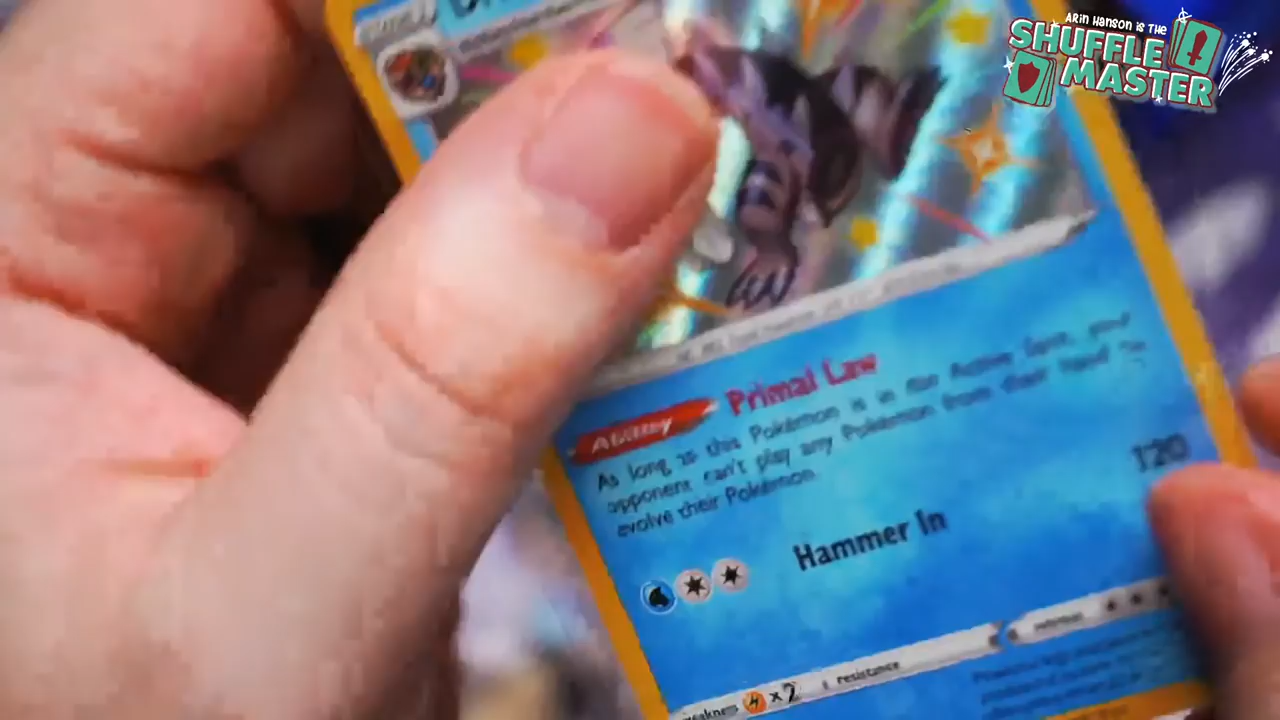 ARIN HANSON IS THE
SHUFFLE
MASTER
Ability Primal Law
As long as this Pokémon is in the Active Spot, your
opponent can't play any Pokémon from their hand to
evolve their Pokémon.
Hammer In 120
weakness ×2 resistance